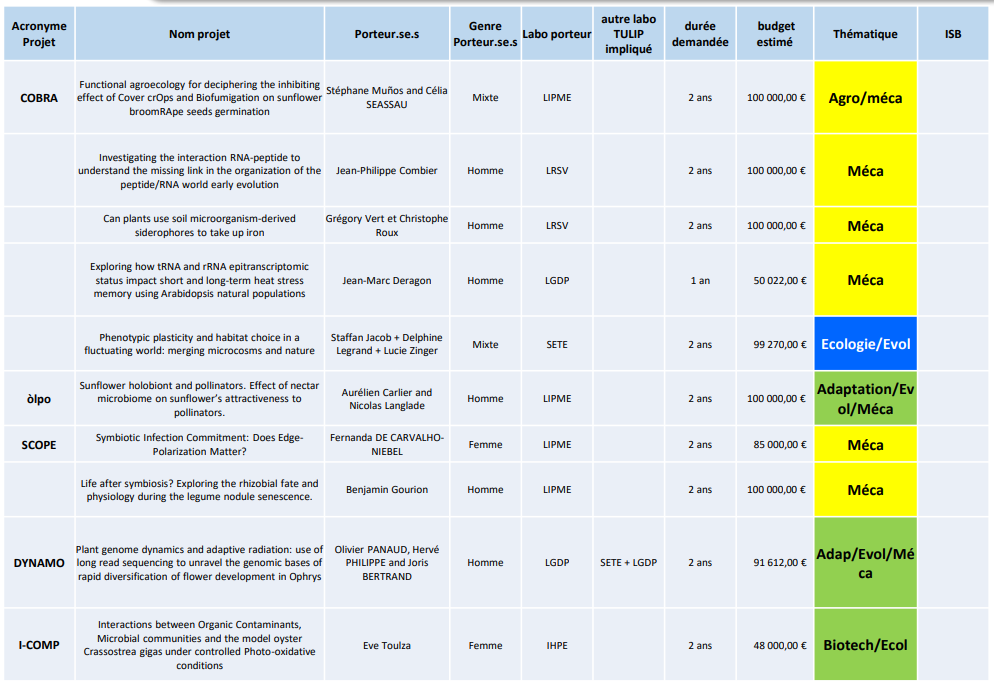 Acronyme Projet Nom projet Porteur.se.s Genre Porteur.se.s Labo porteur autre labo TULIP impliqué durée demandée budget estimé Thématique ISB
COBRA Functional agroecology for deciphering the inhibiting effect of Cover crOps and Biofumigation on sunflower broomRApe seeds germination Stéphane Muños and Célia SEASSAU Mixte LIPME 2 ans 100 000,00 € Agro/méca
Investigating the interaction RNA-peptide to understand the missing link in the organization of the peptide/RNA world early evolution Jean-Philippe Combier Homme LRSV 2 ans 100 000,00 € Méca
Can plants use soil microorganism-derived siderophores to take up iron Grégory Vert et Christophe Roux Homme LRSV 2 ans 100 000,00 € Méca
Exploring how tRNA and rRNA epitranscriptomic status impact short and long-term heat stress memory using Arabidopsis natural populations Jean-Marc Deragon Homme LGDP 1 an 50 022,00 € Méca
Phenotypic plasticity and habitat choice in a fluctuating world: merging microcosms and nature Staffan Jacob + Delphine Legrand + Lucie Zinger Mixte SETE 2 ans 99 270,00 € Ecologie/Evol
òlpo Sunflower holobiont and pollinators. Effect of nectar microbiome on sunflower's attractiveness to pollinators. Aurélien Carlier and Nicolas Langlade Homme LIPME 2 ans 100 000,00 € Adaptation/Evol/Méca
SCOPE Symbiotic Infection Commitment: Does Edge-Polarization Matter? Fernanda DE CARVALHO-NIEBEL Femme LIPME 2 ans 85 000,00 € Méca
Life after symbiosis? Exploring the rhizobial fate and physiology during the legume nodule senescence. Benjamin Gourion Homme LIPME 2 ans 100 000,00 € Méca
DYNAMO Plant genome dynamics and adaptive radiation: use of long read sequencing to unravel the genomic bases of rapid diversification of flower development in Ophrys Olivier PANAUD, Hervé PHILIPPE and Joris BERTRAND Homme LGDP SETE + LGDP 2 ans 91 612,00 € Adap/Evol/Méca
I-COMP Interactions between Organic Contaminants, Microbial communities and the model oyster Crassostrea gigas under controlled Photo-oxidative conditions Eve Toulza Femme IHPE 2 ans 48 000,00 € Biotech/Ecol